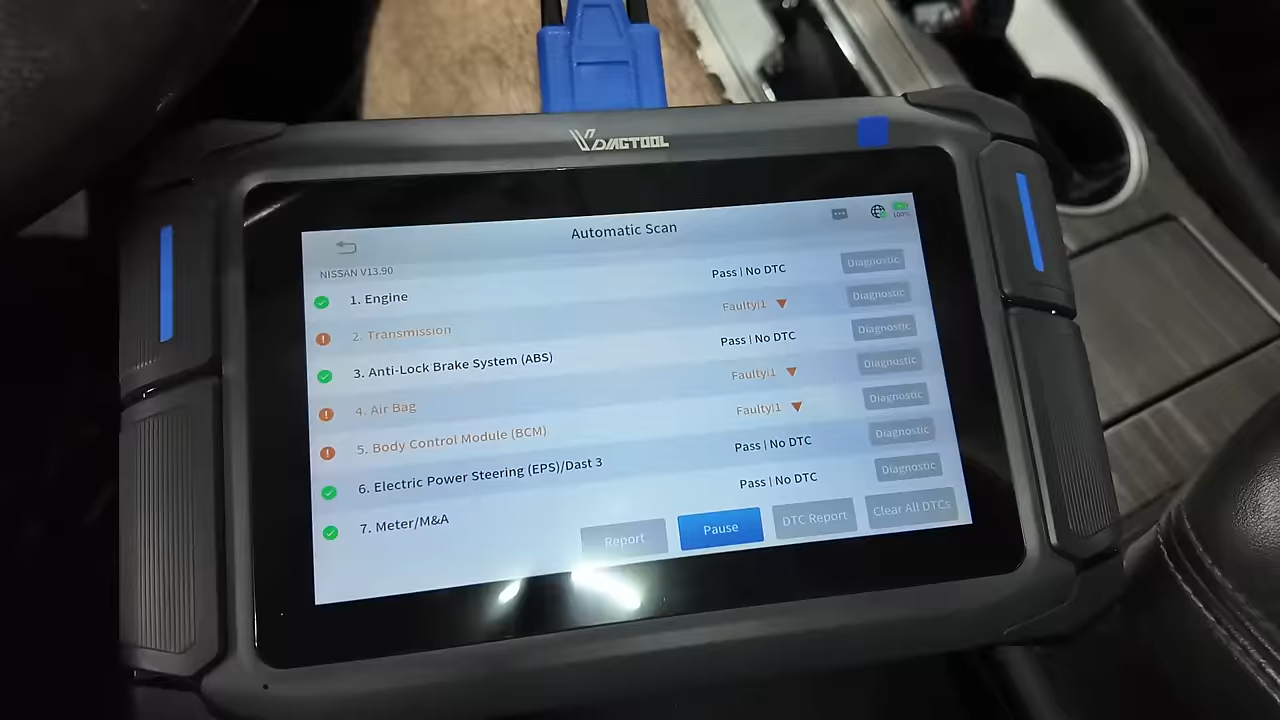 VDIAGTOOL
Automatic Scan
100%
NISSAN V13.90
1. Engine Pass | No DTC Diagnostic
2. Transmission Faulty|1 Diagnostic
3. Anti-Lock Brake System (ABS) Pass | No DTC Diagnostic
4. Air Bag Faulty|1 Diagnostic
5. Body Control Module (BCM) Faulty|1 Diagnostic
6. Electric Power Steering (EPS)/Dast 3 Pass | No DTC Diagnostic
7. Meter/M&A Pass | No DTC Diagnostic
Report Pause DTC Report Clear All DTCs